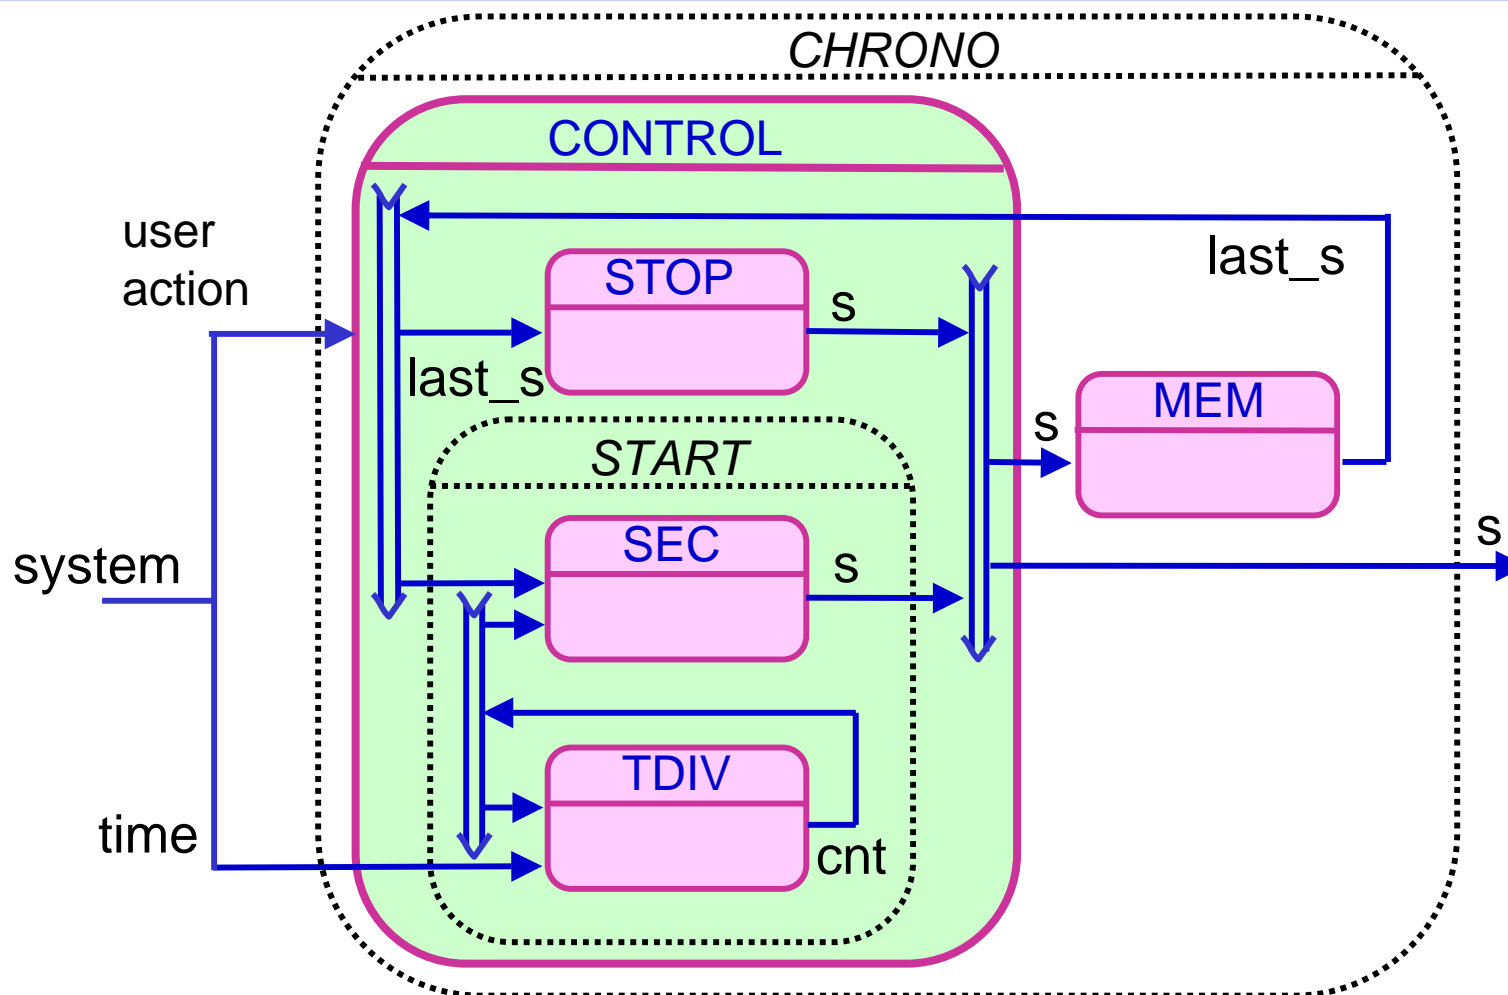 CHRONO
CONTROL
user
action
last_s
STOP
s
last_s
MEM
s
START
SEC
s
s
system
TDIV
time
cnt